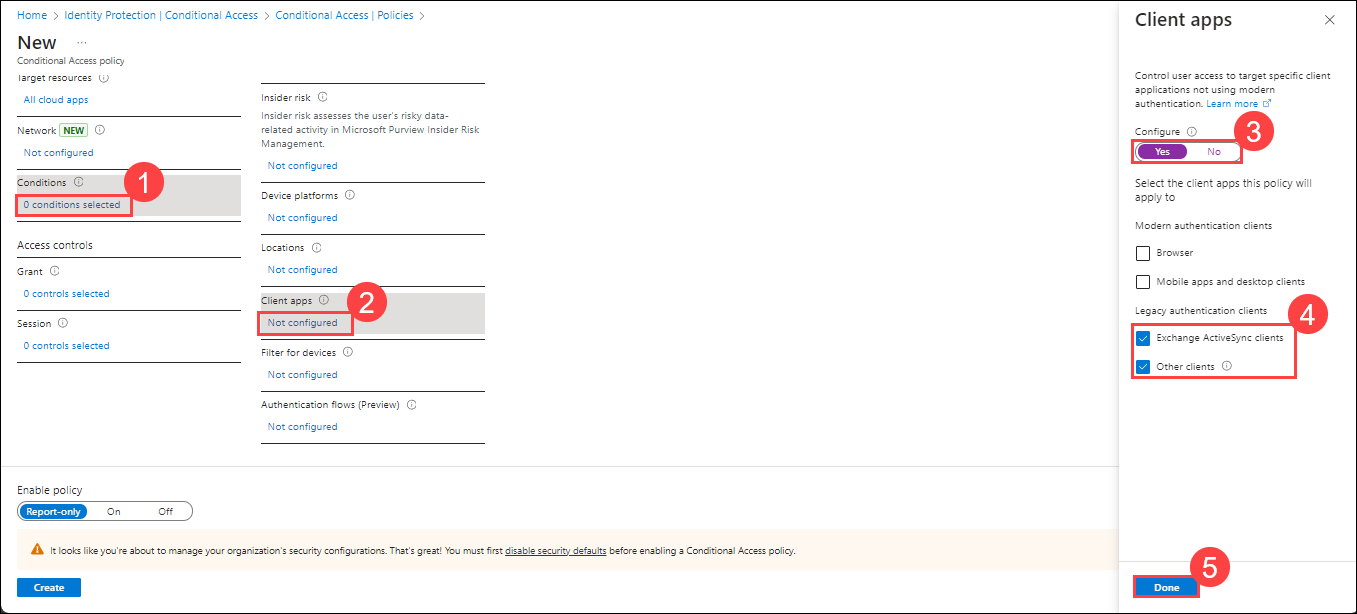 Home > Identity Protection | Conditional Access > Conditional Access | Policies >
New ...
Conditional Access policy
Target resources
All cloud apps
Network NEW
Not configured
Conditions
1
0 conditions selected
Access controls
Grant
0 controls selected
Session
0 controls selected
Insider risk
Insider risk assesses the user's risky data-
related activity in Microsoft Purview Insider Risk
Management.
Not configured
Device platforms
Not configured
Locations
Not configured
Client apps
2
Not configured
Filter for devices
Not configured
Authentication flows (Preview)
Not configured
Enable policy
Report-only On Off
It looks like you're about to manage your organization's security configurations. That's great! You must first disable security defaults before enabling a Conditional Access policy.
Create
Client apps
Control user access to target specific client
applications not using modern
authentication. Learn more
Configure
3
Yes No
Select the client apps this policy will
apply to
Modern authentication clients
Browser
Mobile apps and desktop clients
Legacy authentication clients
4
Exchange ActiveSync clients
Other clients
5
Done